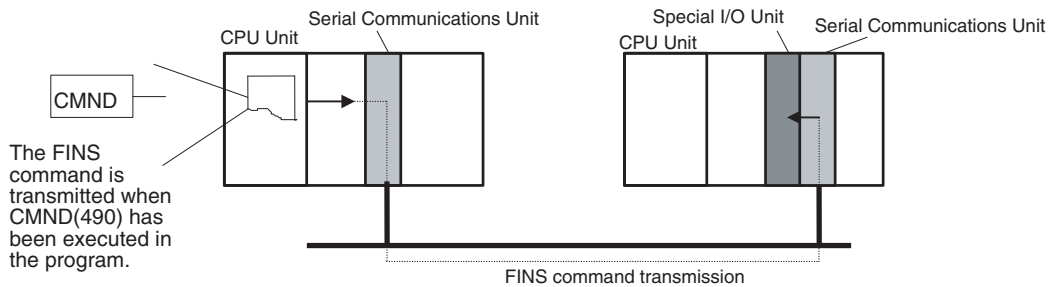 Serial Communications Unit
CPU Unit
Special I/O Unit
Serial Communications Unit
CPU Unit
CMND
The FINS
command is
transmitted when
CMND(490) has
been executed in
the program.
FINS command transmission